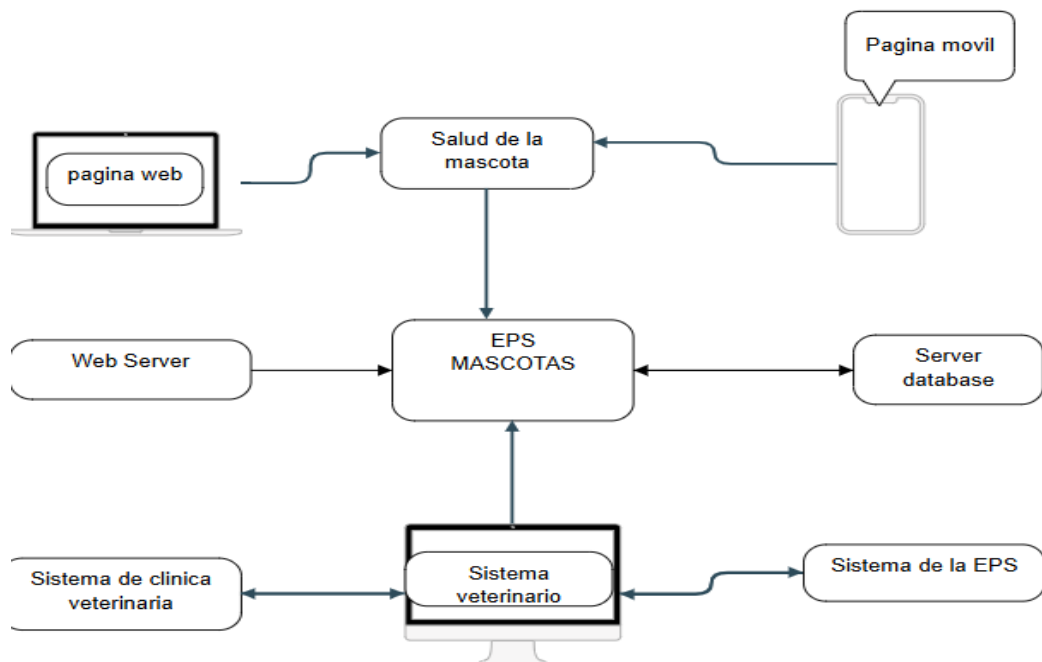 Pagina movil
Salud de la
mascota
pagina web
EPS
MASCOTAS
Web Server
Server
database
Sistema de clinica
veterinaria
Sistema
veterinario
Sistema de la EPS